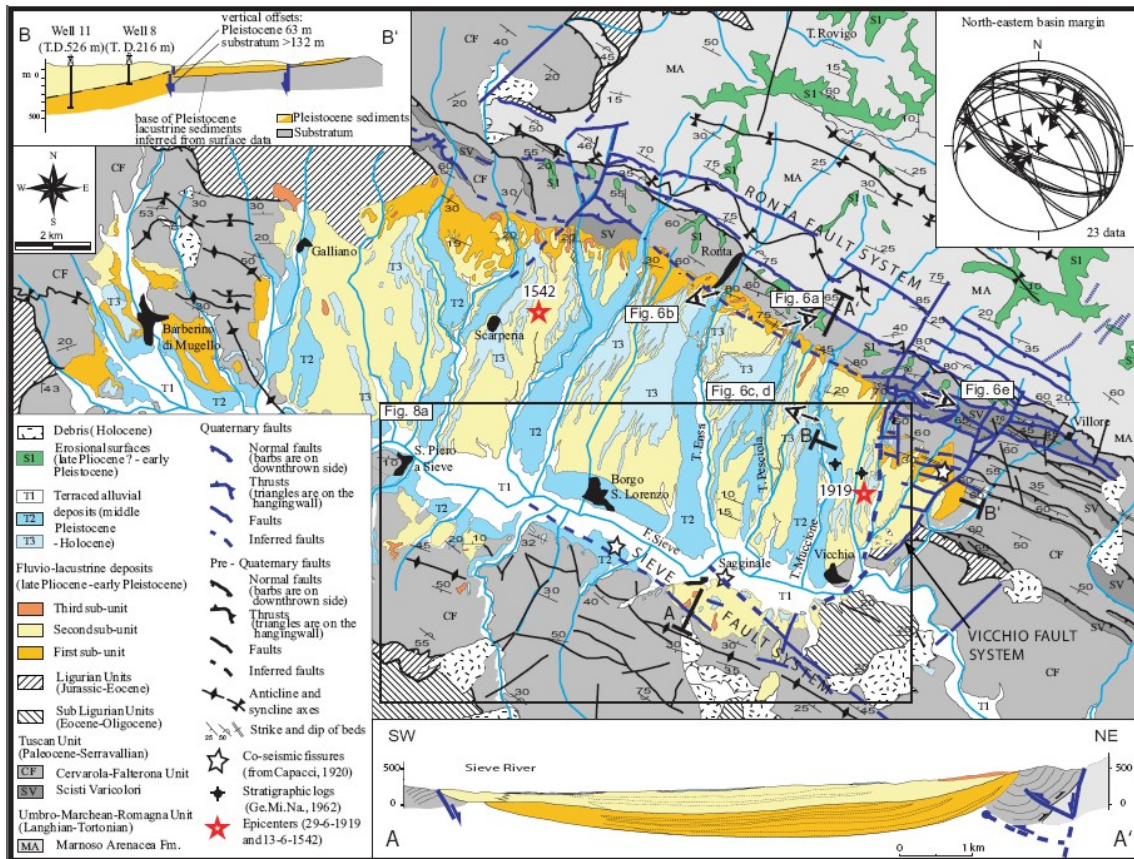 B
Well 11
(T.D.526 m)
Well 8
(T. D.216 m)
vertical offsets:
Pleistocene 63 m
substratum >132 m
B'
m 0
500
base of Pleistocene
lacustrine sediments
inferred from surface data
Pleistocene sediments
Substratum
N
W E
S
2 km
North-eastern basin margin
N
23 data
T. Rovigo
RONTA FAULT SYSTEM
Galliano
Ronta
1542
Scarperia
Barberino
di Mugello
Fig. 6b
Fig. 6a
A'
Fig. 6c, d
Fig. 6e
Villore
Fig. 8a
S. Piero
a Sieve
Borgo
S. Lorenzo
T. Ensa
T. Pesciola
T. Muccione
B
1919
B'
F. Sieve
Sagginale
Vicchio
SIEVE FAULT SYSTEM
A
VICCHIO FAULT
SYSTEM
CF
MA
SV
S1
T1
T2
T3
Debris (Holocene)
S1 Erosional surfaces
(late Pliocene? - early
Pleistocene)
T1 Terraced alluvial
T2 deposits (middle
Pleistocene
T3 - Holocene)
Fluvio-lacustrine deposits
(late Pliocene-early Pleistocene)
Third sub-unit
Second sub-unit
First sub-unit
Ligurian Units
(Jurassic-Eocene)
Sub Ligurian Units
(Eocene-Oligocene)
Tuscan Unit
(Paleocene-Serravallian)
CF Cervarola-Falterona Unit
SV Scisti Varicolori
Umbro-Marchean-Romagna Unit
(Langhian-Tortonian)
MA Marnoso Arenacea Fm.
Quaternary faults
Normal faults
(barbs are on
downthrown side)
Thrusts
(triangles are on the
hangingwall)
Faults
Inferred faults
Pre - Quaternary faults
Normal faults
(barbs are on
downthrown side)
Thrusts
(triangles are on the
hangingwall)
Faults
Inferred faults
Anticline and
syncline axes
25 50 Strike and dip of beds
Co-seismic fissures
(from Capacci, 1920)
Stratigraphic logs
(Ge.Mi.Na., 1962)
Epicenters (29-6-1919
and 13-6-1542)
SW
NE
500
0
Sieve River
500
0
A
0 1 km
A'